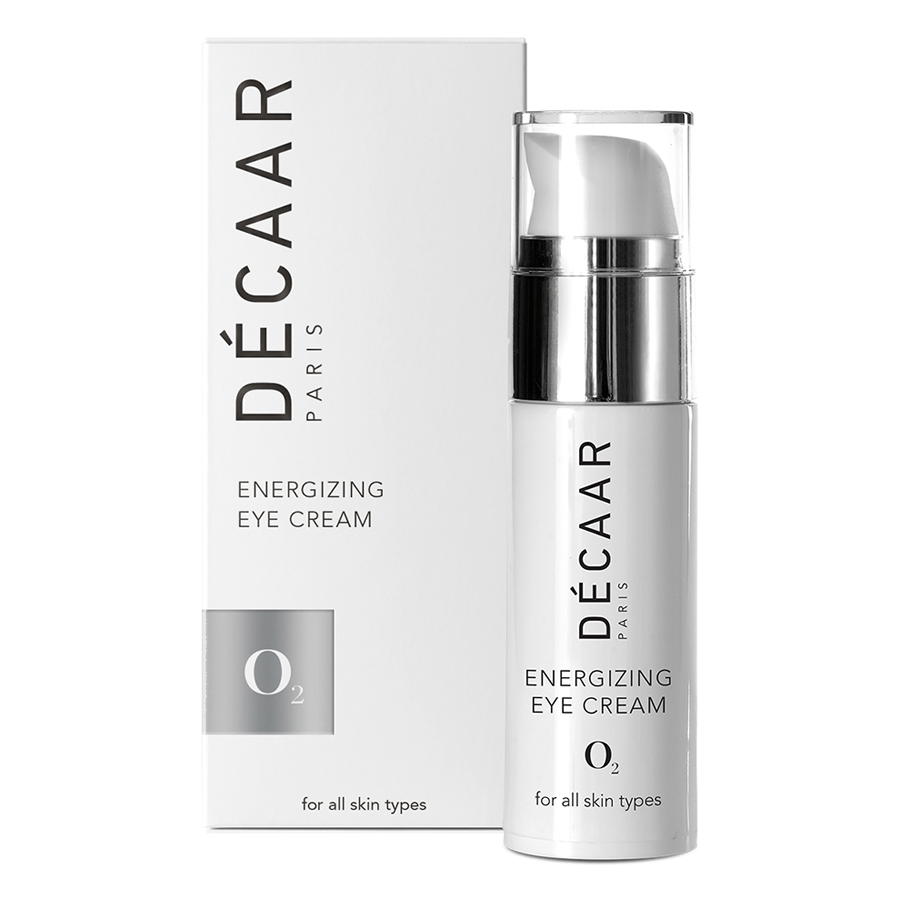 DÉCAAR
PARIS
ENERGIZING
EYE CREAM
O₂
for all skin types
DÉCAAR
PARIS
ENERGIZING
EYE CREAM
O₂
for all skin types